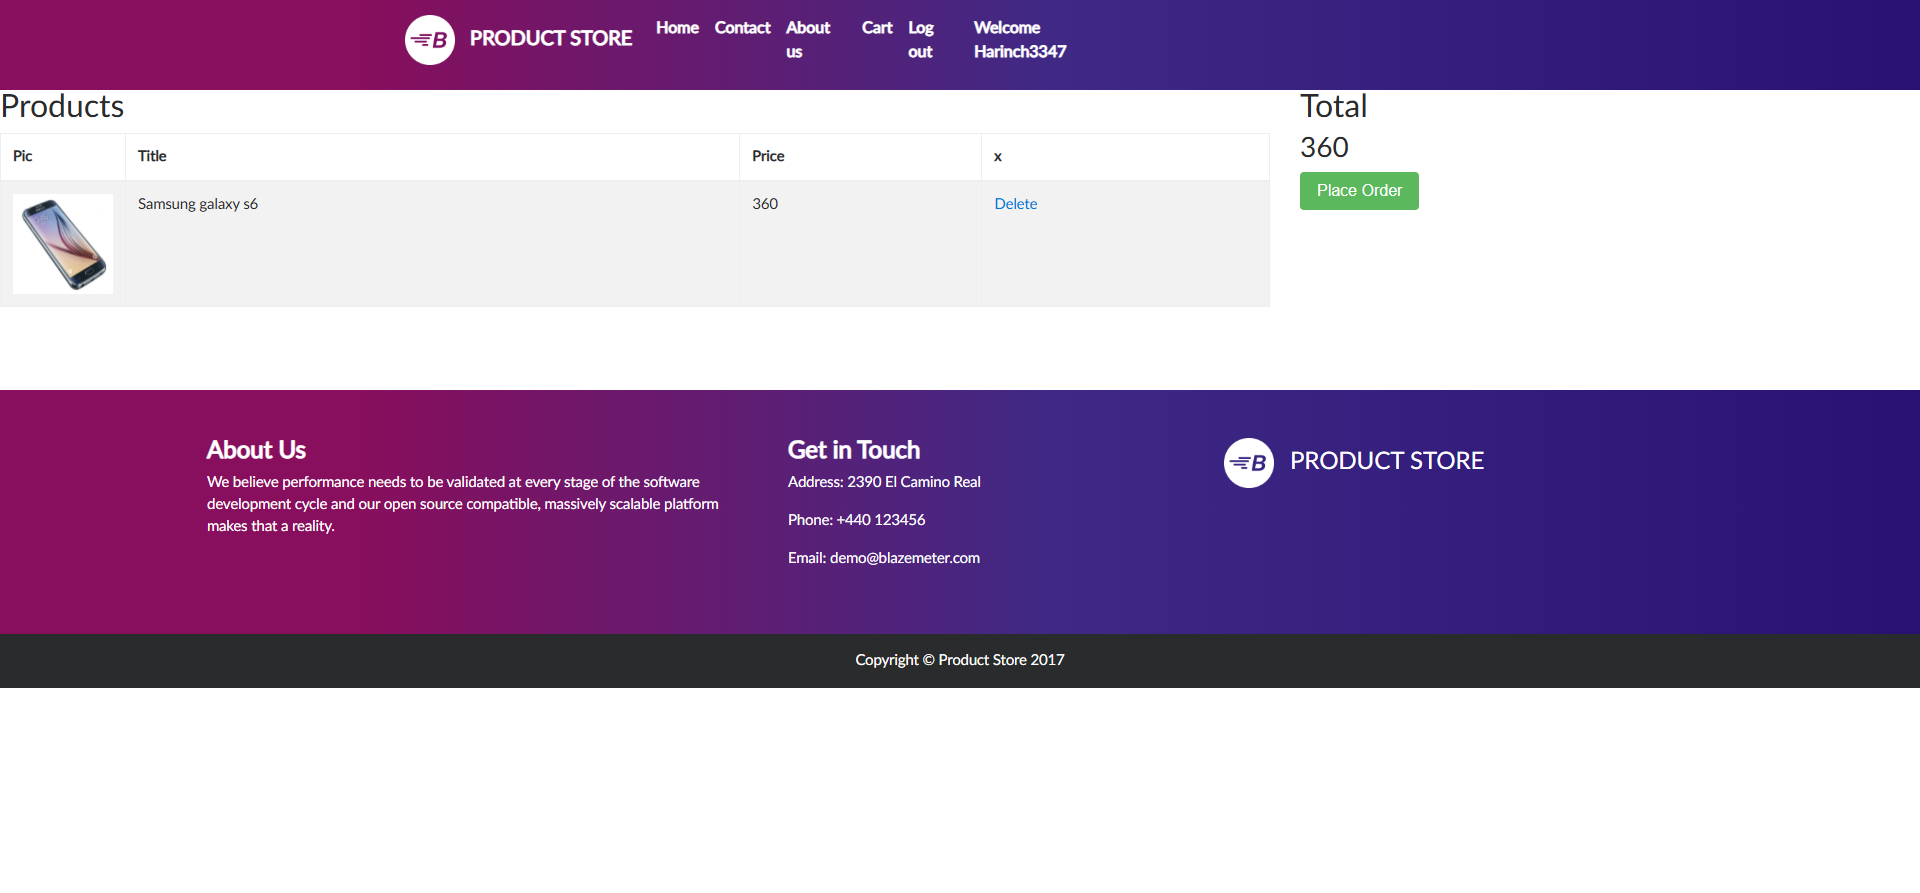 B PRODUCT STORE Home Contact About us Cart Log out Welcome Harinch3347
Products
Pic Title Price x
Samsung galaxy s6 360 Delete
Total
360
Place Order
About Us
We believe performance needs to be validated at every stage of the software
development cycle and our open source compatible, massively scalable platform
makes that a reality.
Get in Touch
Address: 2390 El Camino Real
Phone: +440 123456
Email: demo@blazemeter.com
B PRODUCT STORE
Copyright © Product Store 2017